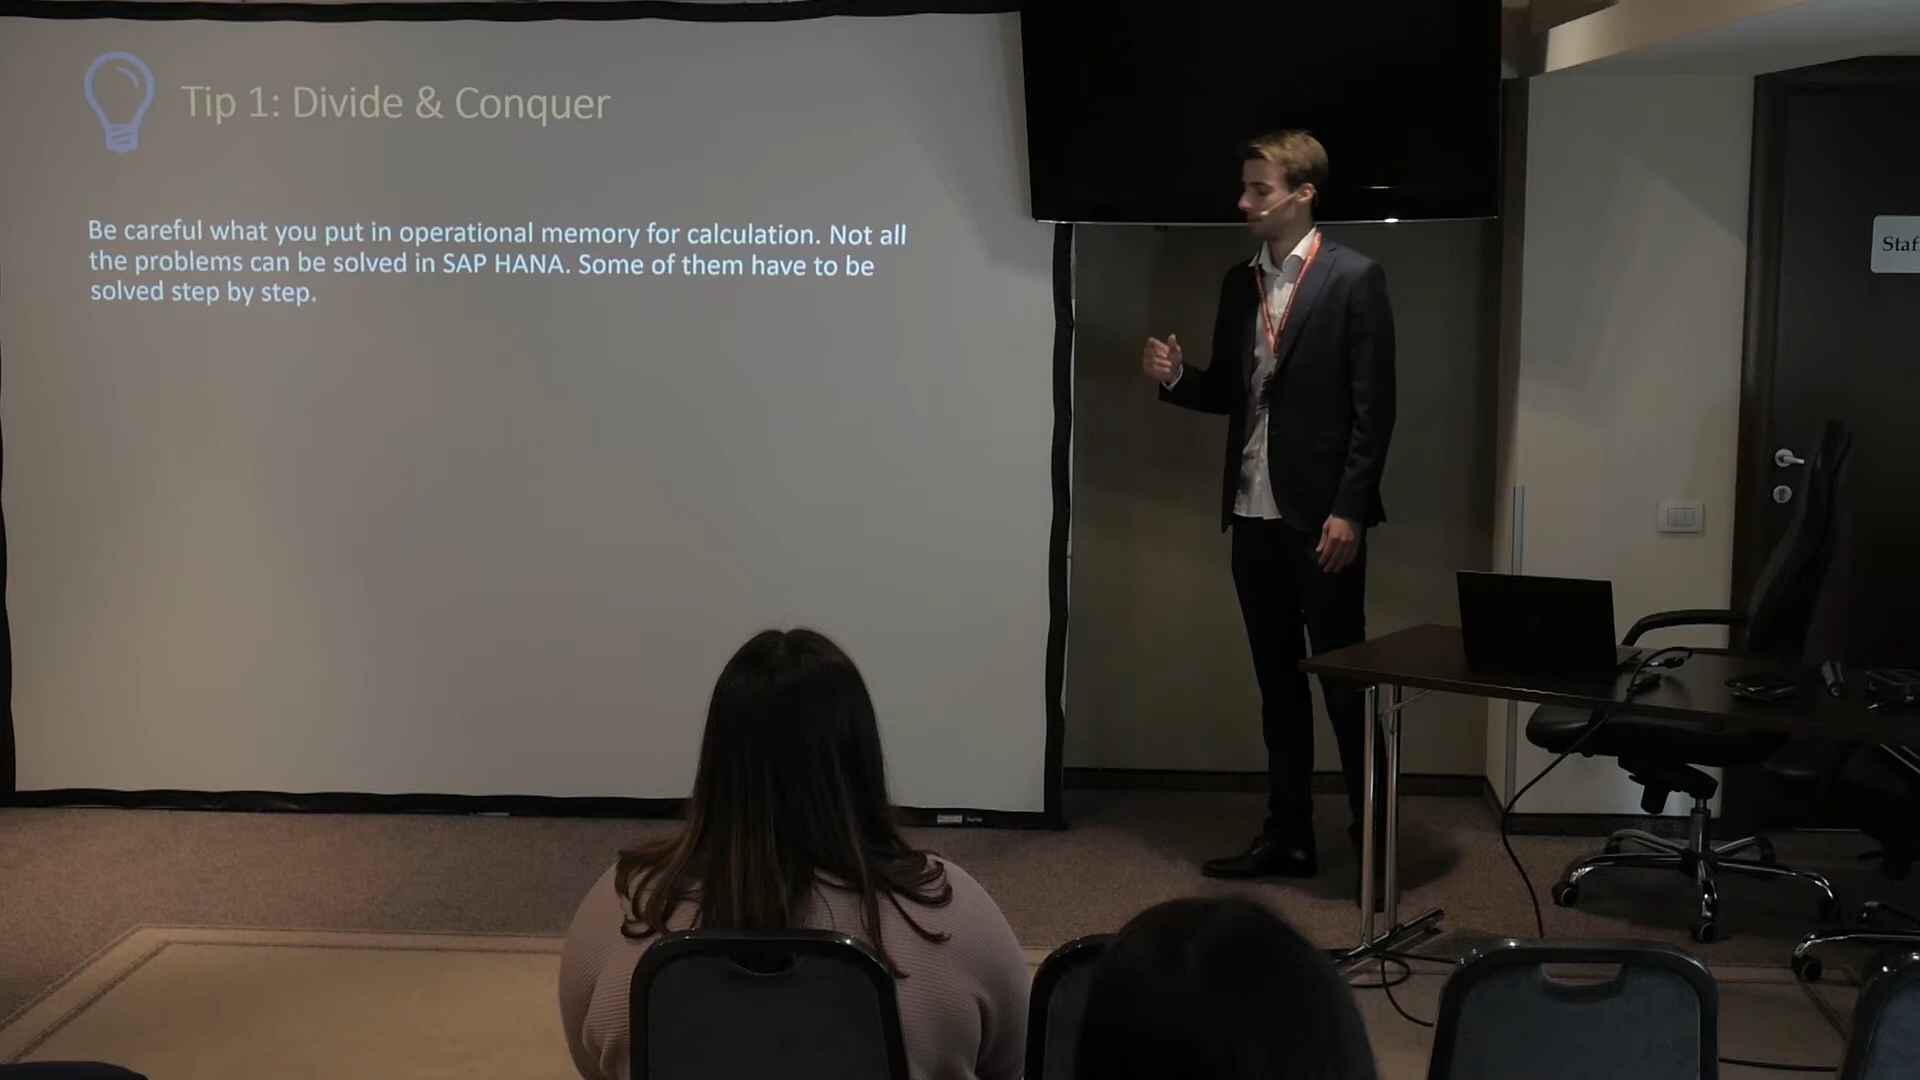 Tip 1: Divide & Conquer
Be careful what you put in operational memory for calculation. Not all
the problems can be solved in SAP HANA. Some of them have to be
solved step by step.
Staf